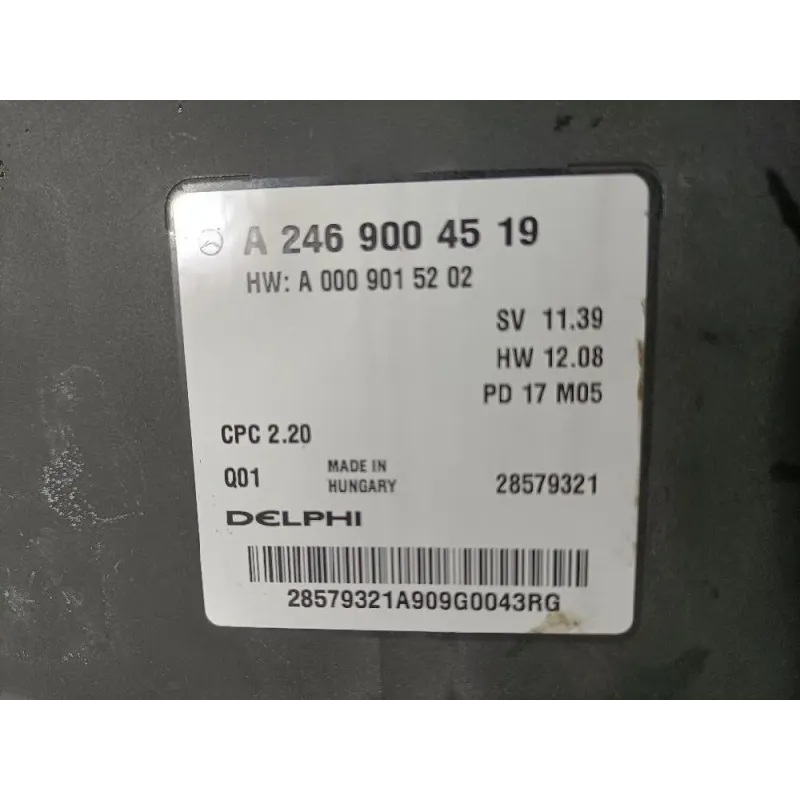 A 246 900 45 19
HW: A 000 901 52 02
SV 11.39
HW 12.08
PD 17 M05
CPC 2.20
Q01
MADE IN
HUNGARY
28579321
DELPHI
28579321A909G0043RG